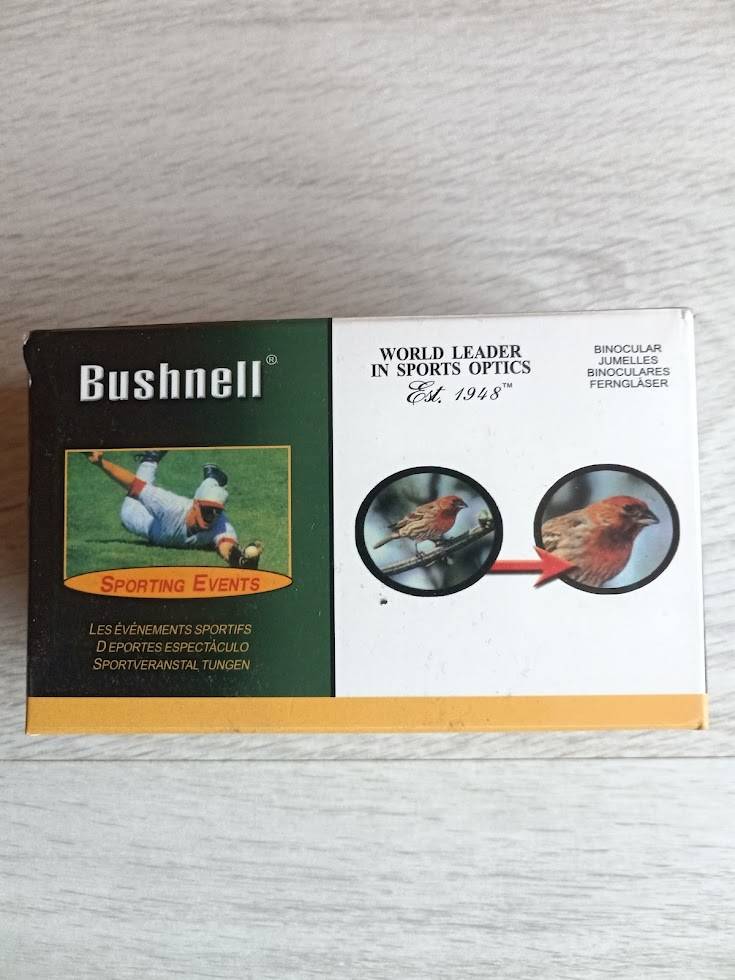 Bushnell®
SPORTING EVENTS
LES ÉVÉNEMENTS SPORTIFS
D EPORTES ESPECTÁCULO
SPORTVERANSTAL TUNGEN
WORLD LEADER
IN SPORTS OPTICS
Est. 1948™
BINOCULAR
JUMELLES
BINOCULARES
FERNGLÄSER